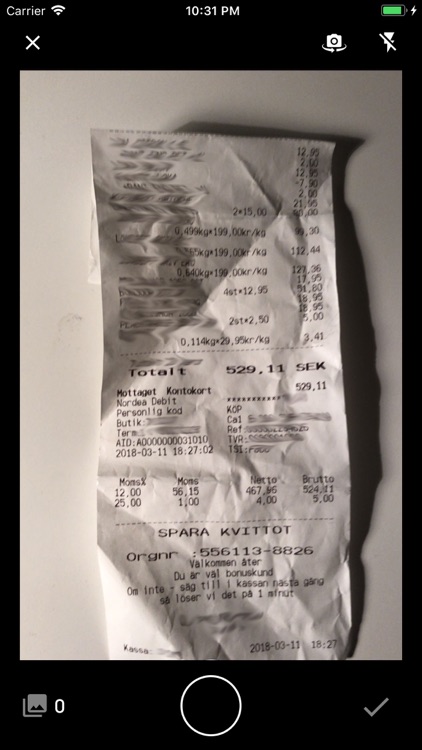 Carrier 10:31 PM
12,95
2,00
12,95
-7,90
2,00
21,95
2*15,00
0,499kg*199,00kr/kg 99,30
kg*199,00kr/kg 112,44
0,640kg*199,00kr/kg 127,36
17,95
4st*12,95 51,80
18,95
18,95
2st*2,50 5,00
0,114kg*29,95kr/kg 3,41
Totalt 529,11 SEK
Mottaget Kontokort 529,11
Nordea Debit ***********
Personlig kod KÖP
Butik: Ca1
Term: Ref:
AID:A0000000031010 TVR:
2018-03-11 18:27:02 TSI:
Moms% Moms Netto Brutto
12,00 56,15 467,96 524,11
25,00 1,00 4,00 5,00
SPARA KVITTOT
Orgnr :556113-8826
Välkommen åter
Du är väl bonuskund
Om inte - säg till i kassan nästa gång
så löser vi det på 1 minut
Kassa: 2018-03-11 18:27
0